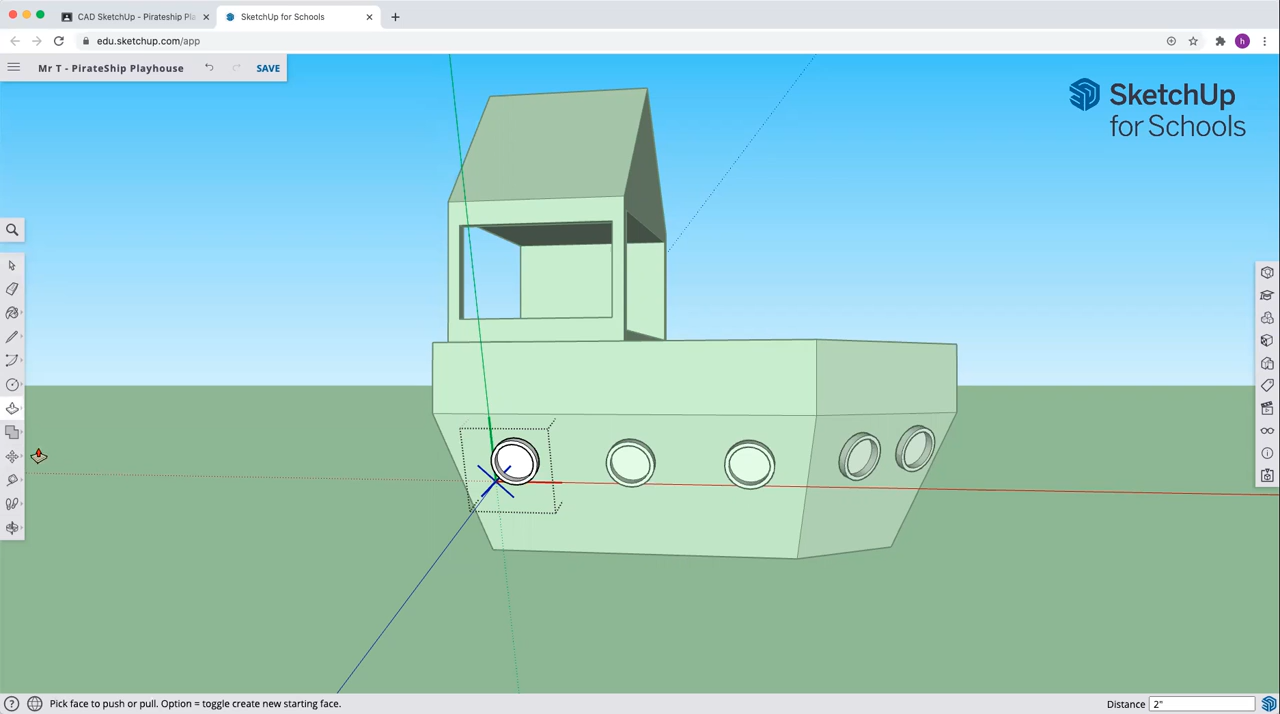 CAD SketchUp - Pirateship Pla
SketchUp for Schools
edu.sketchup.com/app
h
Mr T - PirateShip Playhouse
SAVE
SketchUp
for Schools
Pick face to push or pull. Option = toggle create new starting face.
Distance 2"